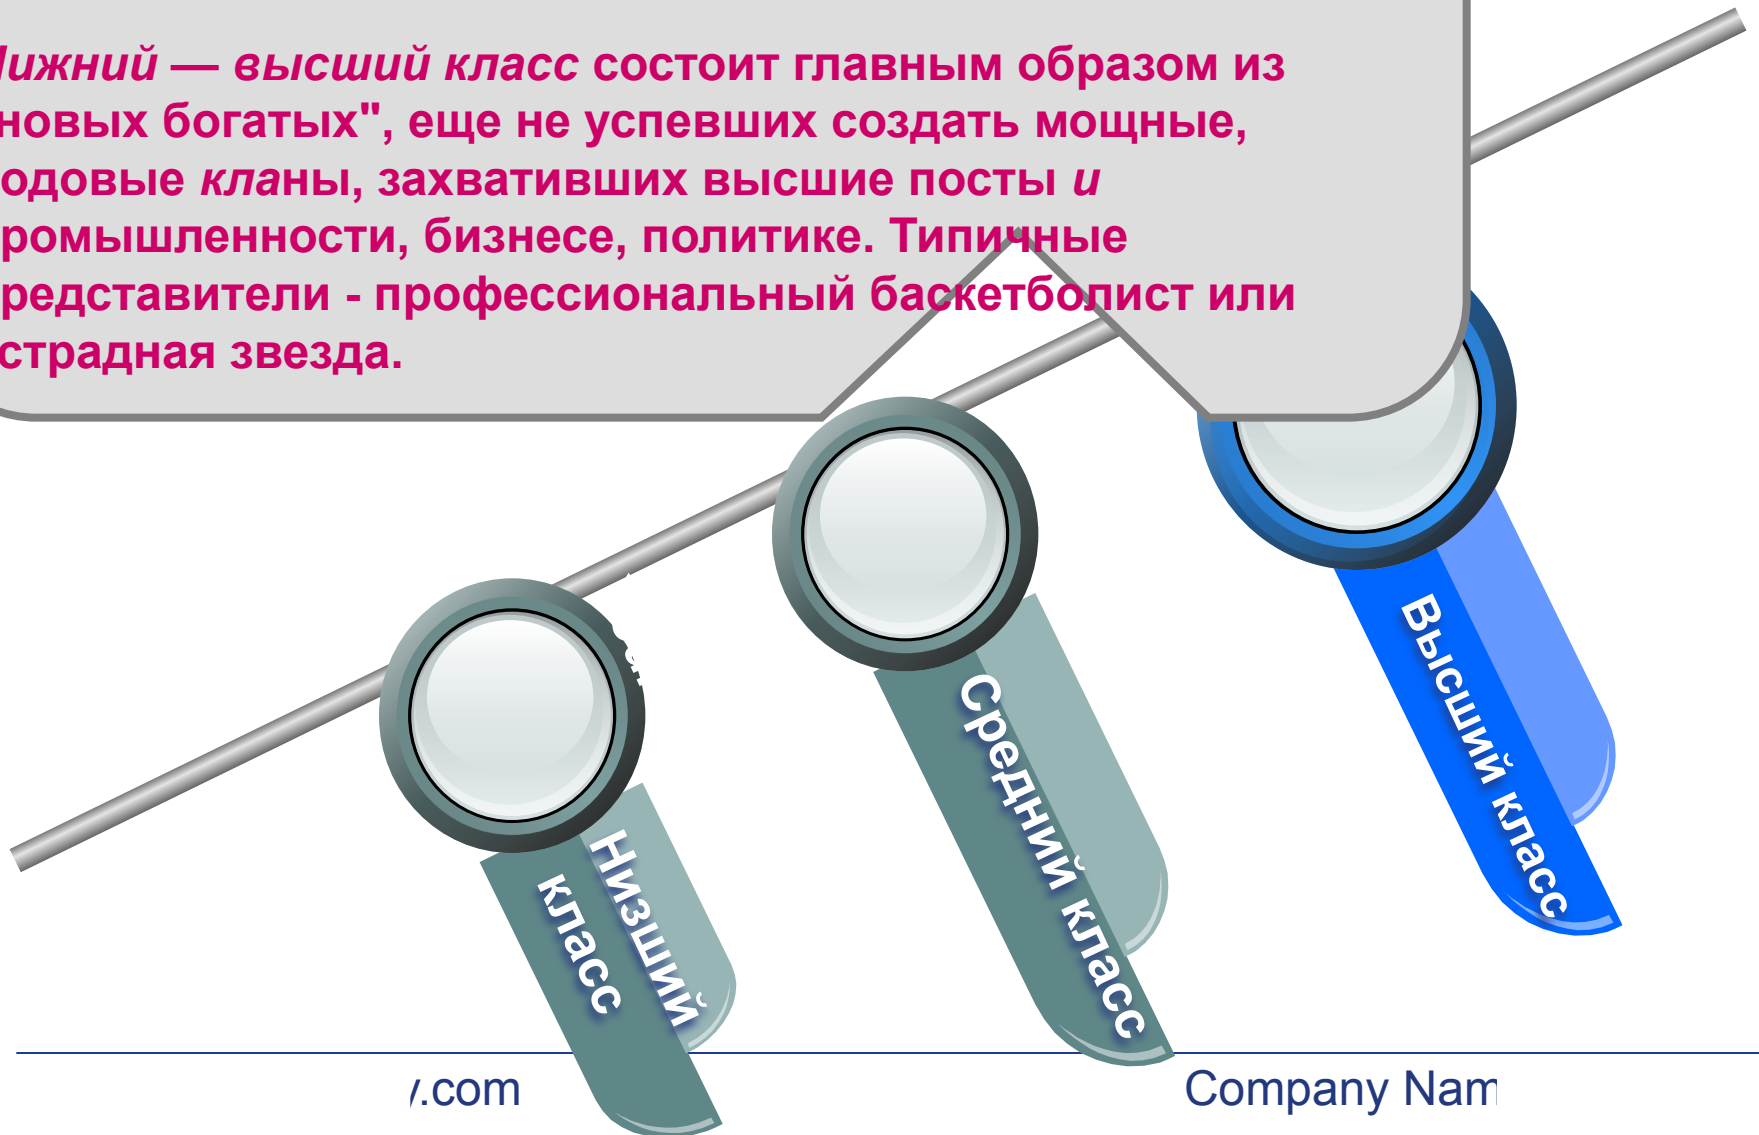 Нижний — высший класс состоит главным образом из
новых богатых", еще не успевших создать мощные,
одовые кланы, захвативших высшие посты и
ромышленности, бизнесе, политике. Типичные
редставители - профессиональный баскетболист или
страдная звезда.
Высший класс
Средний класс
Низший
класс
y.com
Company Nam